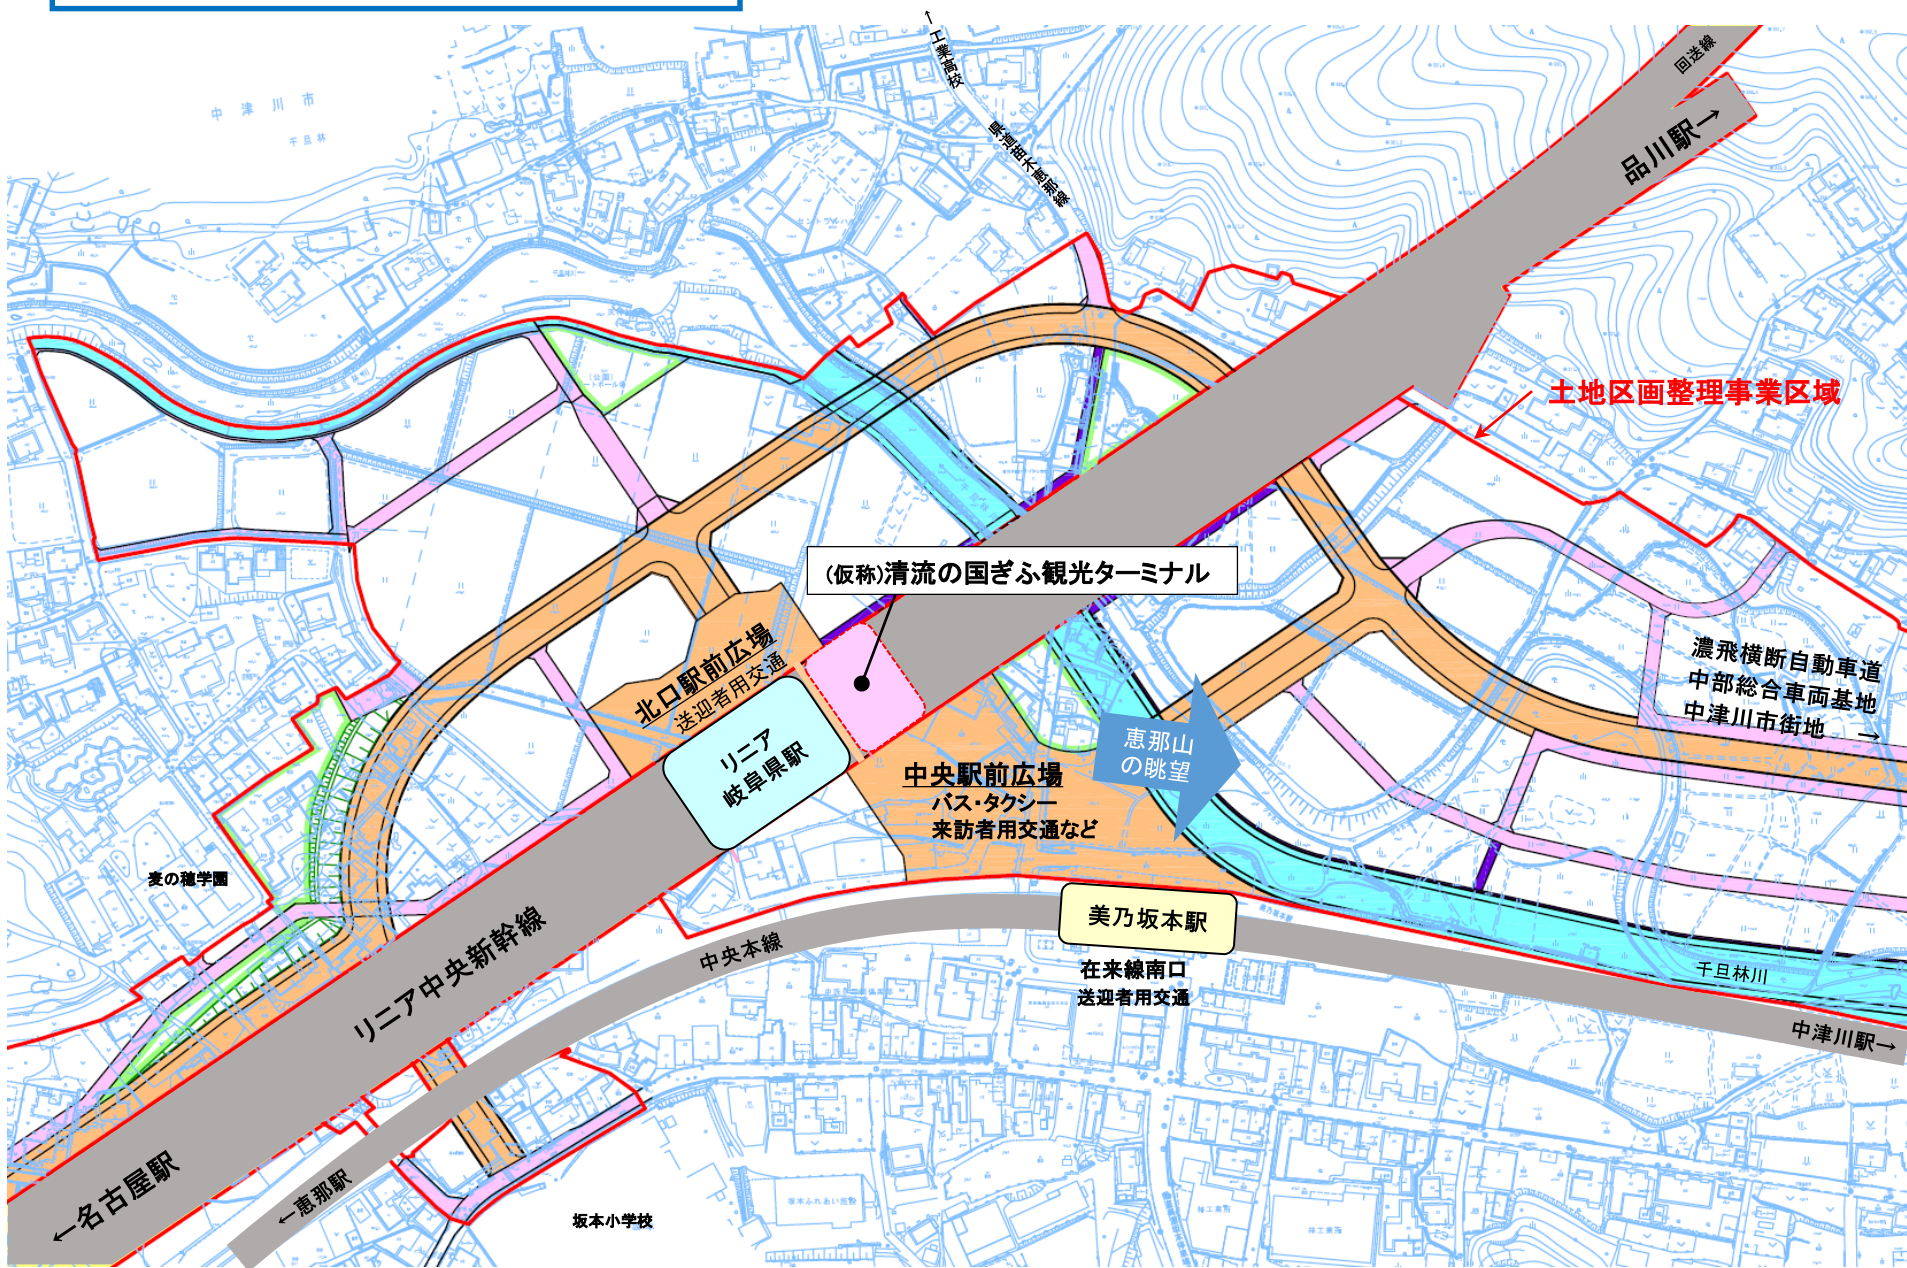 ↑工業高校
回送線
中津川市
千旦林
県道苗木恵那線
品川駅→
土地区画整理事業区域
(仮称)清流の国ぎふ観光ターミナル
北口駅前広場
送迎者用交通
濃飛横断自動車道
中部総合車両基地
中津川市街地 →
リニア
岐阜県駅
恵那山
の眺望
中央駅前広場
バス・タクシー
来訪者用交通など
麦の穂学園
美乃坂本駅
リニア中央新幹線
中央本線
在来線南口
送迎者用交通
千旦林川
中津川駅→
←名古屋駅
←恵那駅
坂本小学校
坂本ふれあい施設